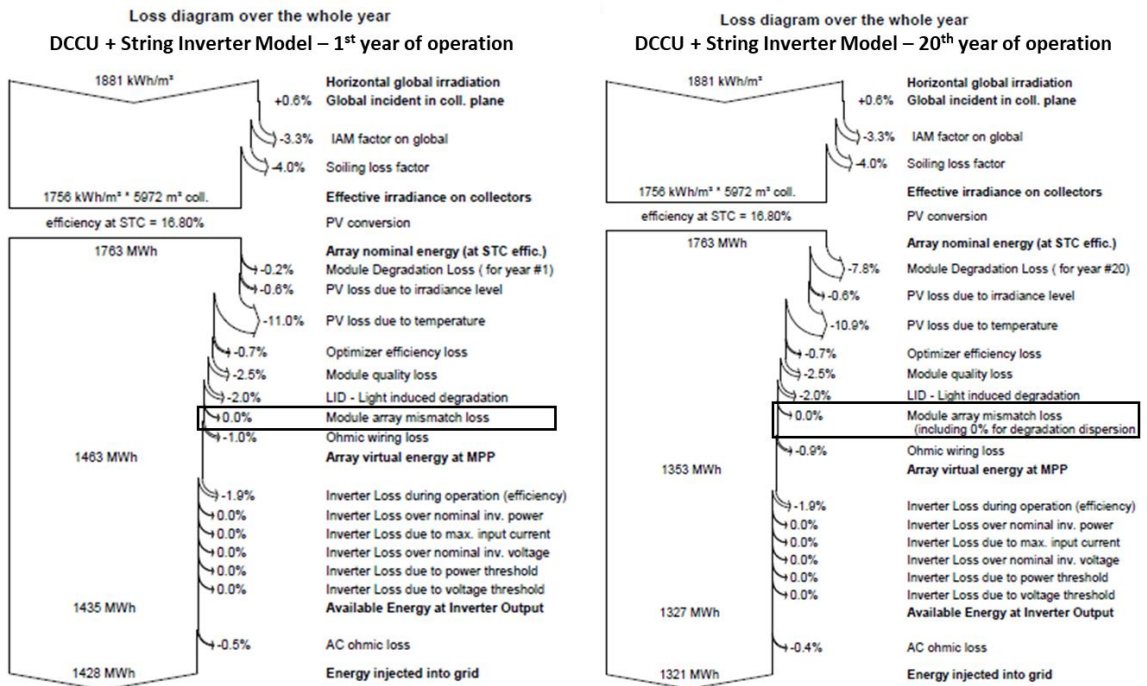 Loss diagram over the whole year
DCCU + String Inverter Model – 1st year of operation
1881 kWh/m²
Horizontal global irradiation
+0.6% Global incident in coll. plane
-3.3% IAM factor on global
-4.0% Soiling loss factor
1756 kWh/m² * 5972 m² coll. Effective irradiance on collectors
efficiency at STC = 16.80% PV conversion
1763 MWh Array nominal energy (at STC effic.)
-0.2% Module Degradation Loss ( for year #1)
-0.6% PV loss due to irradiance level
-11.0% PV loss due to temperature
-0.7% Optimizer efficiency loss
-2.5% Module quality loss
-2.0% LID - Light induced degradation
0.0% Module array mismatch loss
-1.0% Ohmic wiring loss
1463 MWh Array virtual energy at MPP
-1.9% Inverter Loss during operation (efficiency)
0.0% Inverter Loss over nominal inv. power
0.0% Inverter Loss due to max. input current
0.0% Inverter Loss over nominal inv. voltage
0.0% Inverter Loss due to power threshold
0.0% Inverter Loss due to voltage threshold
1435 MWh Available Energy at Inverter Output
-0.5% AC ohmic loss
1428 MWh Energy injected into grid
Loss diagram over the whole year
DCCU + String Inverter Model – 20th year of operation
1881 kWh/m²
Horizontal global irradiation
+0.6% Global incident in coll. plane
-3.3% IAM factor on global
-4.0% Soiling loss factor
1756 kWh/m² * 5972 m² coll. Effective irradiance on collectors
efficiency at STC = 16.80% PV conversion
1763 MWh Array nominal energy (at STC effic.)
-7.8% Module Degradation Loss ( for year #20)
-0.6% PV loss due to irradiance level
-10.9% PV loss due to temperature
-0.7% Optimizer efficiency loss
-2.5% Module quality loss
-2.0% LID - Light induced degradation
0.0% Module array mismatch loss
(including 0% for degradation dispersion
-0.9% Ohmic wiring loss
1353 MWh Array virtual energy at MPP
-1.9% Inverter Loss during operation (efficiency)
0.0% Inverter Loss over nominal inv. power
0.0% Inverter Loss due to max. input current
0.0% Inverter Loss over nominal inv. voltage
0.0% Inverter Loss due to power threshold
0.0% Inverter Loss due to voltage threshold
1327 MWh Available Energy at Inverter Output
-0.4% AC ohmic loss
1321 MWh Energy injected into grid